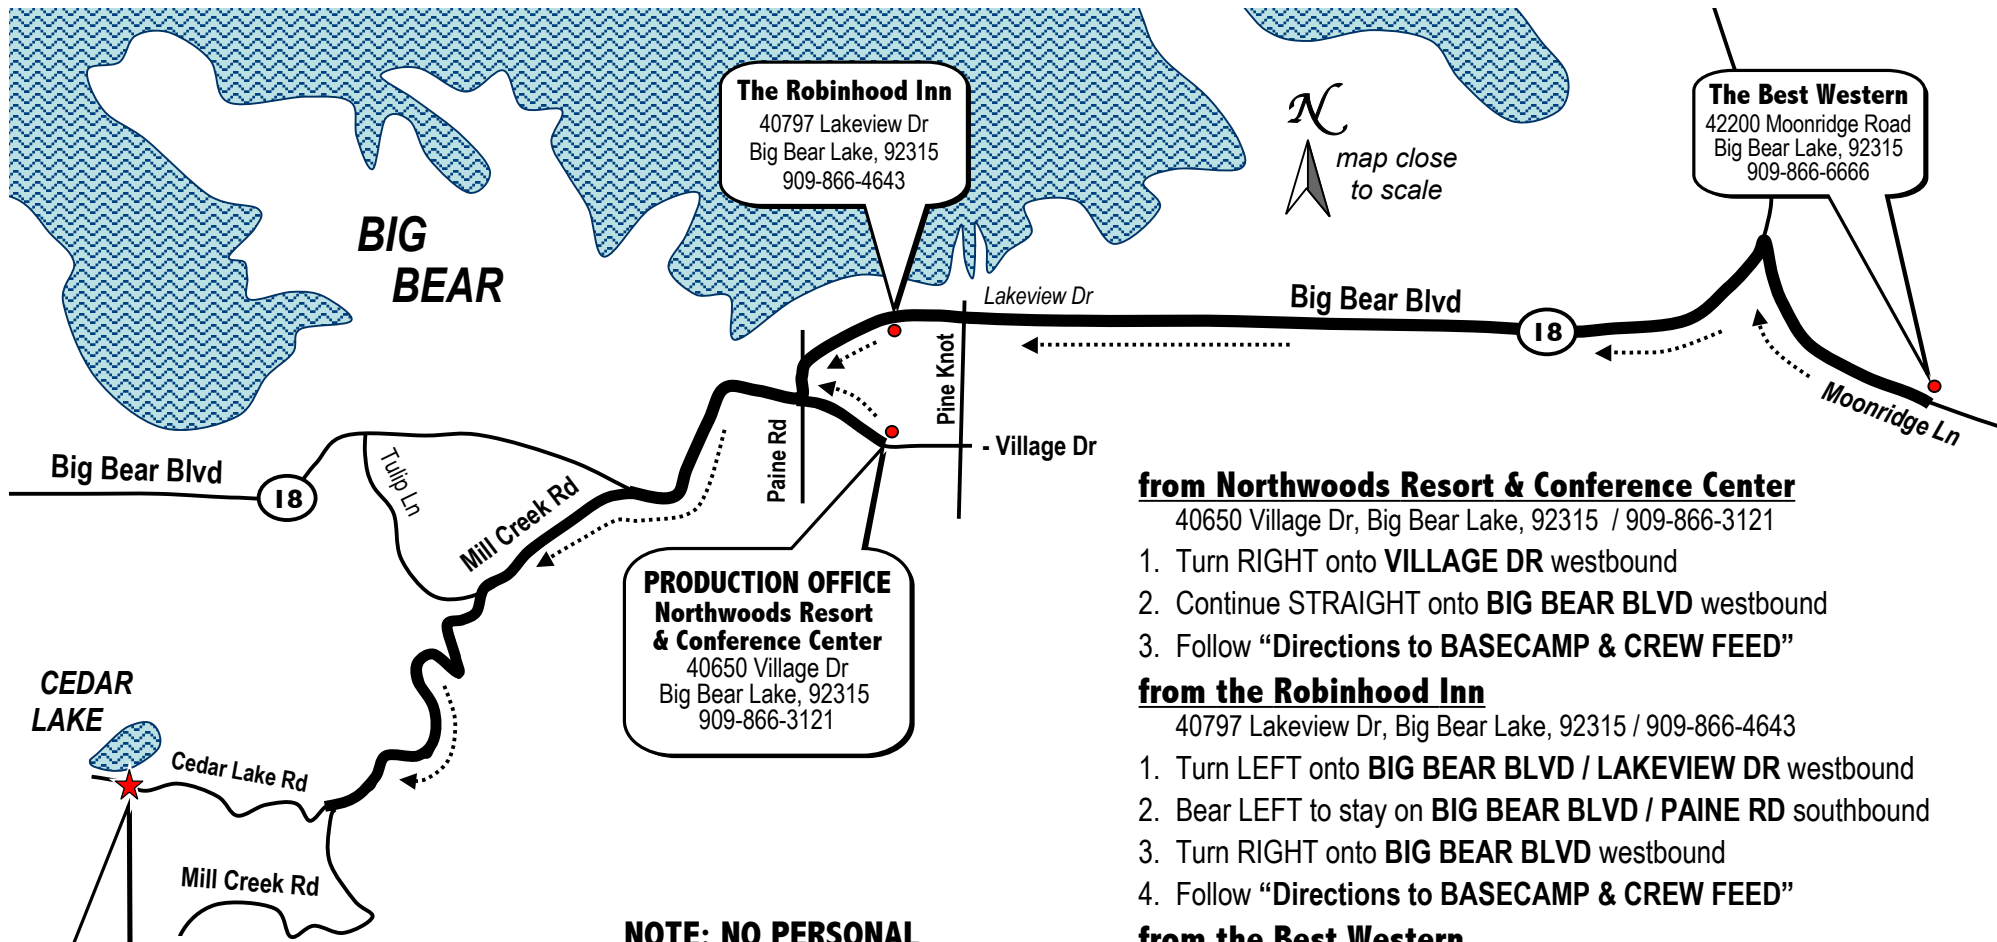 The Robinhood Inn
40797 Lakeview Dr
Big Bear Lake, 92315
909-866-4643
N
map close
to scale
The Best Western
42200 Moonridge Road
Big Bear Lake, 92315
909-866-6666
BIG
BEAR
Lakeview Dr
Big Bear Blvd
18
Pine Knot
Moonridge Ln
Paine Rd
- Village Dr
Big Bear Blvd
18
Tulip Ln
Mill Creek Rd
PRODUCTION OFFICE
Northwoods Resort
& Conference Center
40650 Village Dr
Big Bear Lake, 92315
909-866-3121
CEDAR
LAKE
Cedar Lake Rd
Mill Creek Rd
NOTE: NO PERSONAL
from Northwoods Resort & Conference Center
40650 Village Dr, Big Bear Lake, 92315 / 909-866-3121
1. Turn RIGHT onto VILLAGE DR westbound
2. Continue STRAIGHT onto BIG BEAR BLVD westbound
3. Follow “Directions to BASECAMP & CREW FEED”
from the Robinhood Inn
40797 Lakeview Dr, Big Bear Lake, 92315 / 909-866-4643
1. Turn LEFT onto BIG BEAR BLVD / LAKEVIEW DR westbound
2. Bear LEFT to stay on BIG BEAR BLVD / PAINE RD southbound
3. Turn RIGHT onto BIG BEAR BLVD westbound
4. Follow “Directions to BASECAMP & CREW FEED”
from the Best Western